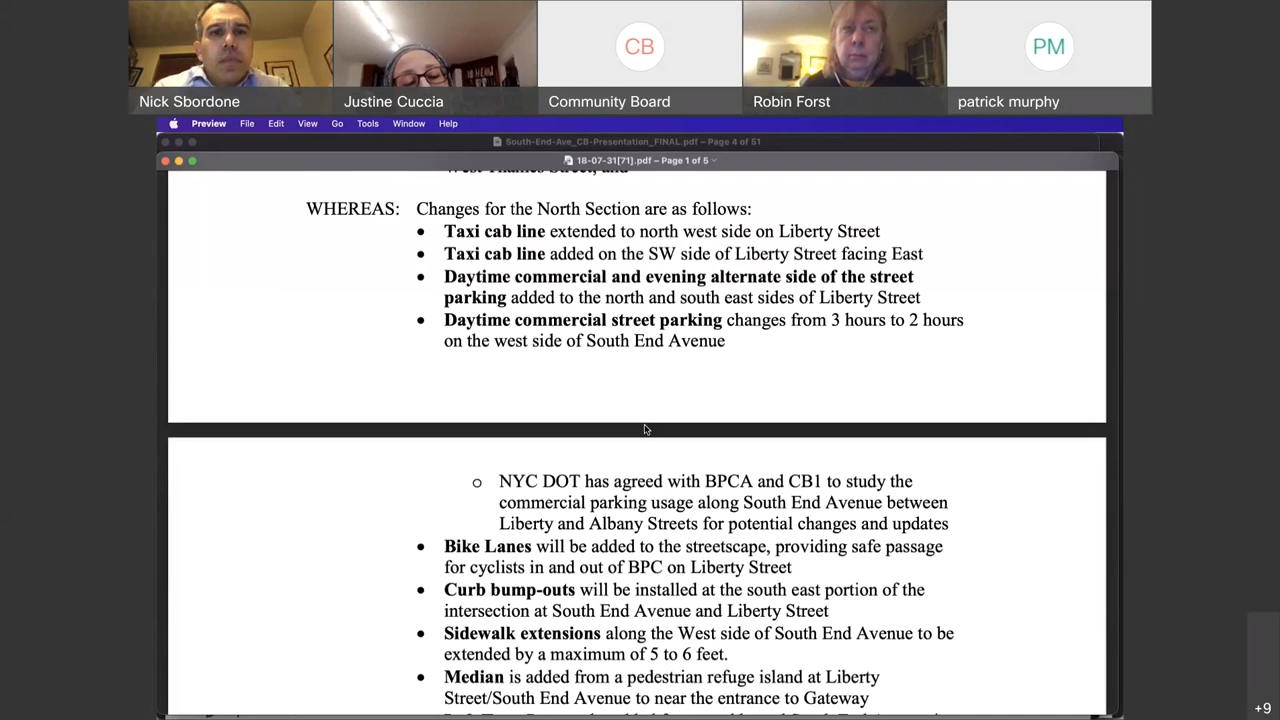 CB
PM
Nick Sbordone
Justine Cuccia
Community Board
Robin Forst
patrick murphy
Preview File Edit View Go Tools Window Help
South-End-Ave_CB-Presentation_FINAL.pdf – Page 4 of 51
18-07-31[71].pdf – Page 1 of 5
West Thames Street; and
WHEREAS: Changes for the North Section are as follows:
• Taxi cab line extended to north west side on Liberty Street
• Taxi cab line added on the SW side of Liberty Street facing East
• Daytime commercial and evening alternate side of the street
parking added to the north and south east sides of Liberty Street
• Daytime commercial street parking changes from 3 hours to 2 hours
on the west side of South End Avenue
o NYC DOT has agreed with BPCA and CB1 to study the
commercial parking usage along South End Avenue between
Liberty and Albany Streets for potential changes and updates
• Bike Lanes will be added to the streetscape, providing safe passage
for cyclists in and out of BPC on Liberty Street
• Curb bump-outs will be installed at the south east portion of the
intersection at South End Avenue and Liberty Street
• Sidewalk extensions along the West side of South End Avenue to be
extended by a maximum of 5 to 6 feet.
• Median is added from a pedestrian refuge island at Liberty
Street/South End Avenue to near the entrance to Gateway
+9